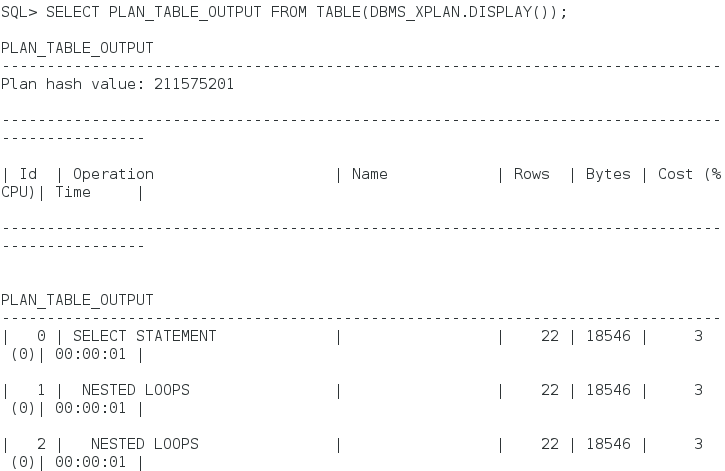 SQL> SELECT PLAN_TABLE_OUTPUT FROM TABLE(DBMS_XPLAN.DISPLAY());
PLAN_TABLE_OUTPUT
--------------------------------------------------------------------------------
Plan hash value: 211575201
--------------------------------------------------------------------------------
----------------
| Id  | Operation                    | Name            | Rows  | Bytes | Cost (%
CPU)| Time     |
--------------------------------------------------------------------------------
----------------
PLAN_TABLE_OUTPUT
--------------------------------------------------------------------------------
|   0 | SELECT STATEMENT             |                 |    22 | 18546 |     3
 (0)| 00:00:01 |
|   1 |  NESTED LOOPS                |                 |    22 | 18546 |     3
 (0)| 00:00:01 |
|   2 |   NESTED LOOPS               |                 |    22 | 18546 |     3
 (0)| 00:00:01 |